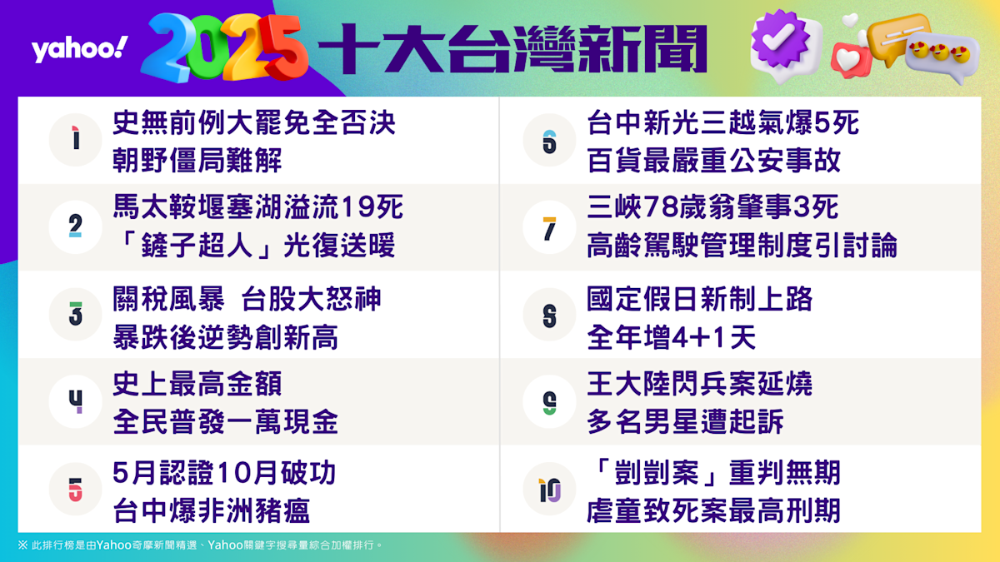 yahoo! 2025十大台灣新聞
1
史無前例大罷免全否決
朝野僵局難解
2
馬太鞍堰塞湖溢流19死
「鏟子超人」光復送暖
3
關稅風暴 台股大怒神
暴跌後逆勢創新高
4
史上最高金額
全民普發一萬現金
5
5月認證10月破功
台中爆非洲豬瘟
6
台中新光三越氣爆5死
百貨最嚴重公安事故
7
三峽78歲翁肇事3死
高齡駕駛管理制度引討論
8
國定假日新制上路
全年增4+1天
9
王大陸閃兵案延燒
多名男星遭起訴
10
「剴剴案」重判無期
虐童致死案最高刑期
※ 此排行榜是由Yahoo奇摩新聞精選、Yahoo關鍵字搜尋量綜合加權排行。